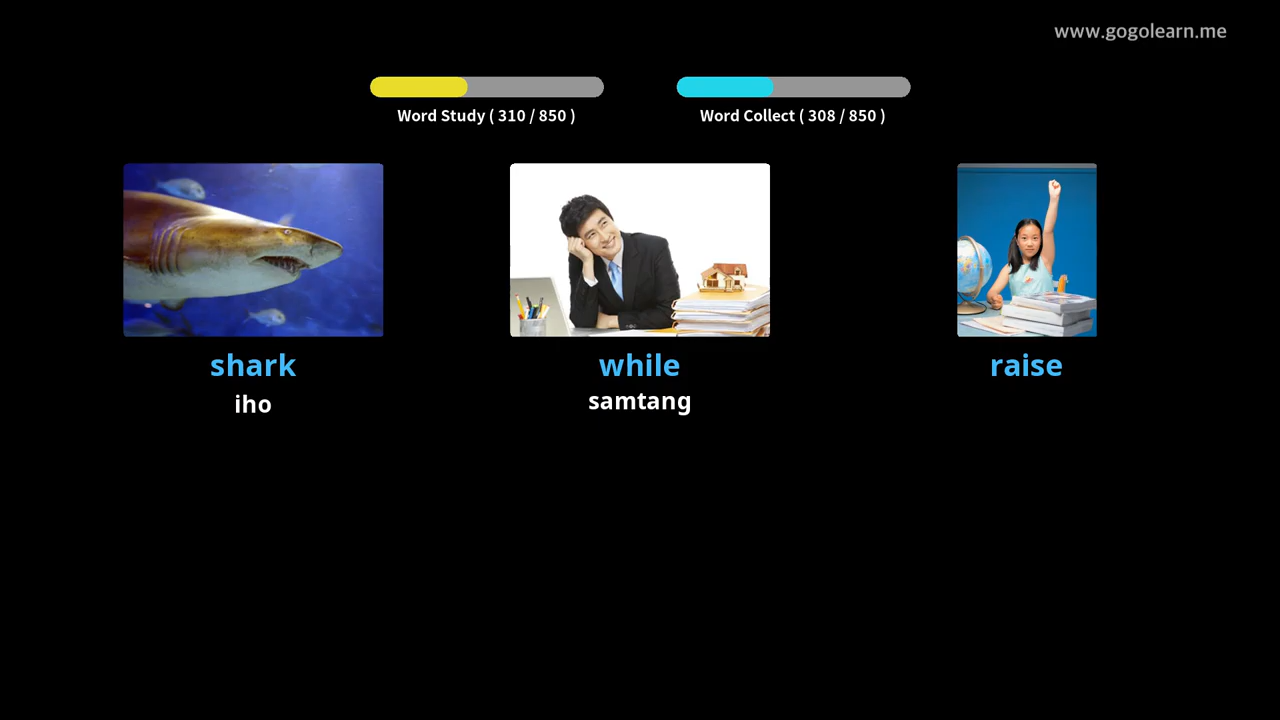 www.gogolearn.me
Word Study ( 310 / 850 )
Word Collect ( 308 / 850 )
shark
while
raise
iho
samtang